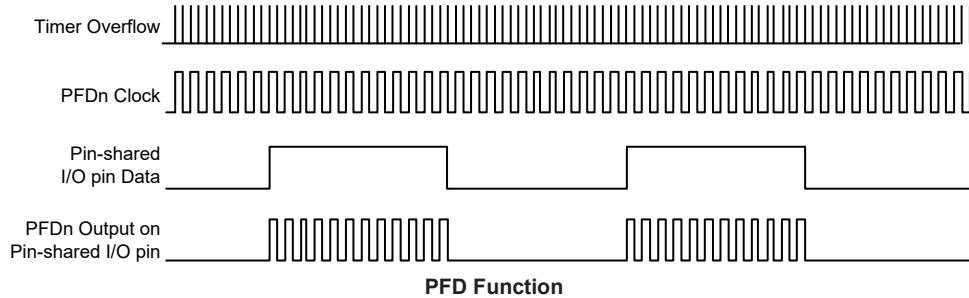 Timer Overflow
PFDn Clock
Pin-shared
I/O pin Data
PFDn Output on
Pin-shared I/O pin
PFD Function